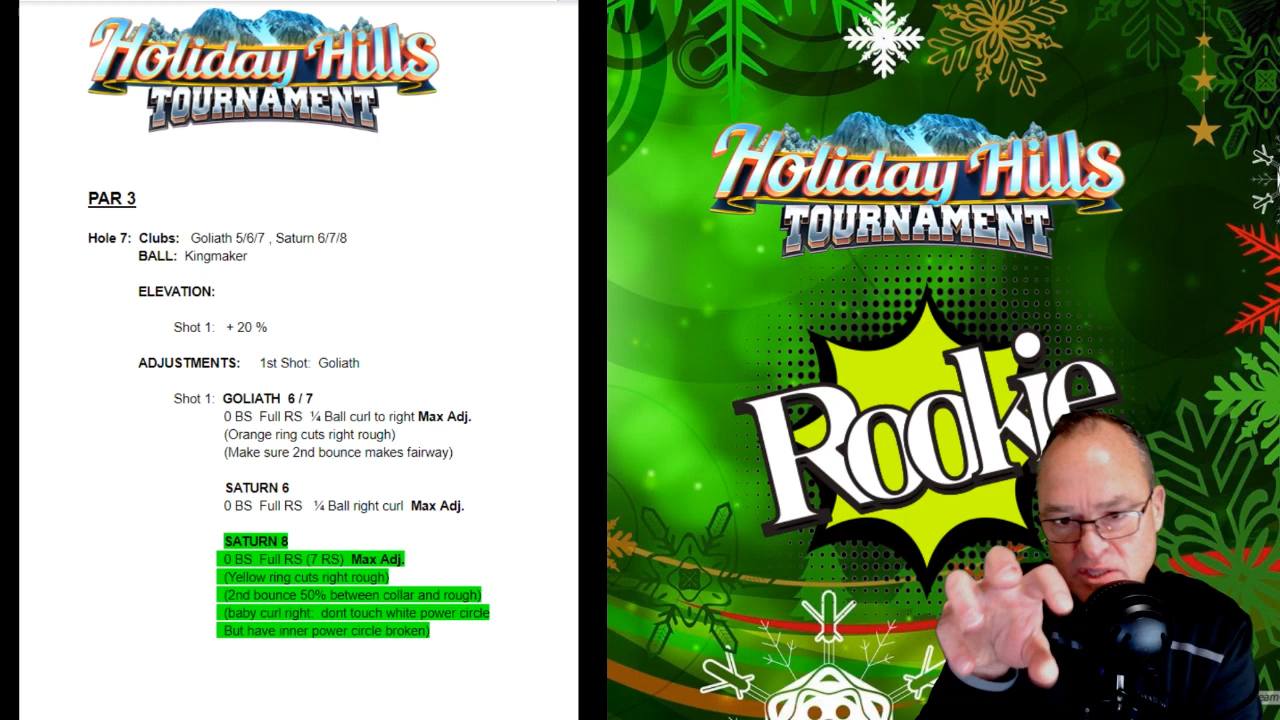 Holiday Hills
TOURNAMENT
PAR 3
Hole 7: Clubs: Goliath 5/6/7 , Saturn 6/7/8
BALL: Kingmaker
ELEVATION:
Shot 1: + 20 %
ADJUSTMENTS: 1st Shot: Goliath
Shot 1: GOLIATH 6 / 7
0 BS Full RS ¼ Ball curl to right Max Adj.
(Orange ring cuts right rough)
(Make sure 2nd bounce makes fairway)
SATURN 6
0 BS Full RS ¼ Ball right curl Max Adj.
SATURN 8
0 BS Full RS (7 RS) Max Adj.
(Yellow ring cuts right rough)
(2nd bounce 50% between collar and rough)
(baby curl right: dont touch white power circle
But have inner power circle broken)
Holiday Hills
TOURNAMENT
Rookie